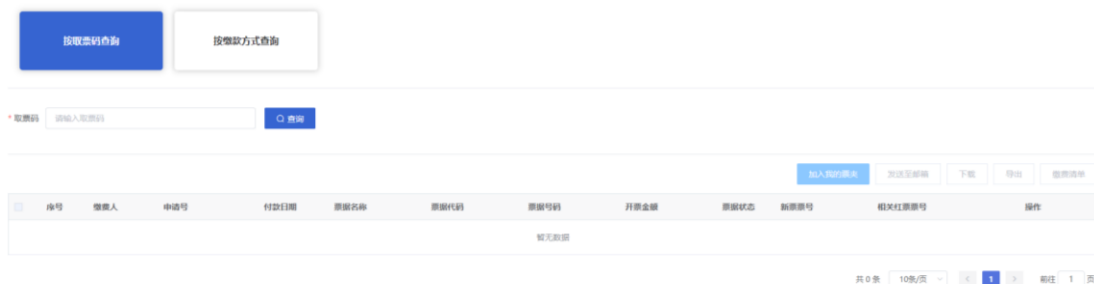 按取票码查询 按缴款方式查询
* 取票码 请输入取票码 查询
加入我的票夹 发送至邮箱 下载 导出 缴费清单
序号 缴费人 申请号 付款日期 票据名称 票据代码 票据号码 开票金额 票据状态 新票票号 相关红票票号 操作
暂无数据
共 0 条 10条/页 < 1 > 前往 1 页